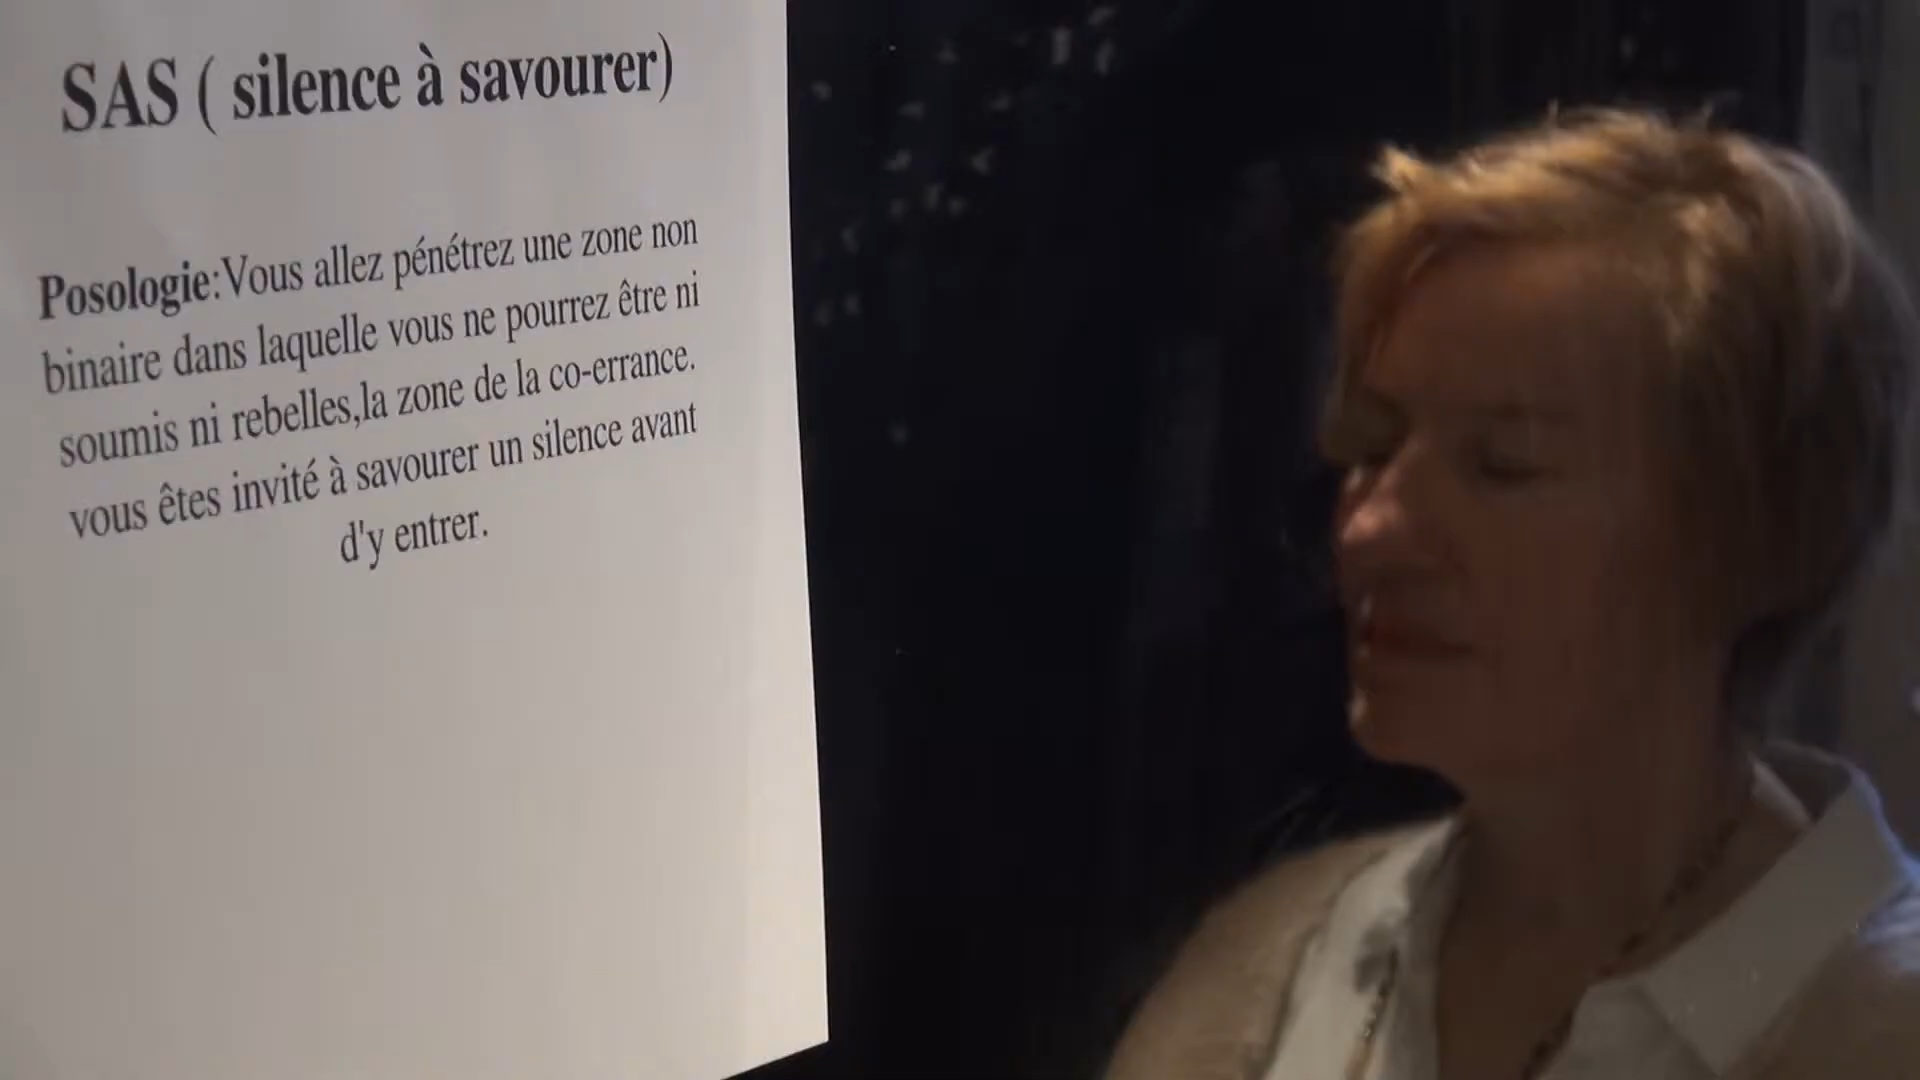 SAS ( silence à savourer)
Posologie:Vous allez pénétrez une zone non
binaire dans laquelle vous ne pourrez être ni
soumis ni rebelles,la zone de la co-errance.
vous êtes invité à savourer un silence avant
d'y entrer.